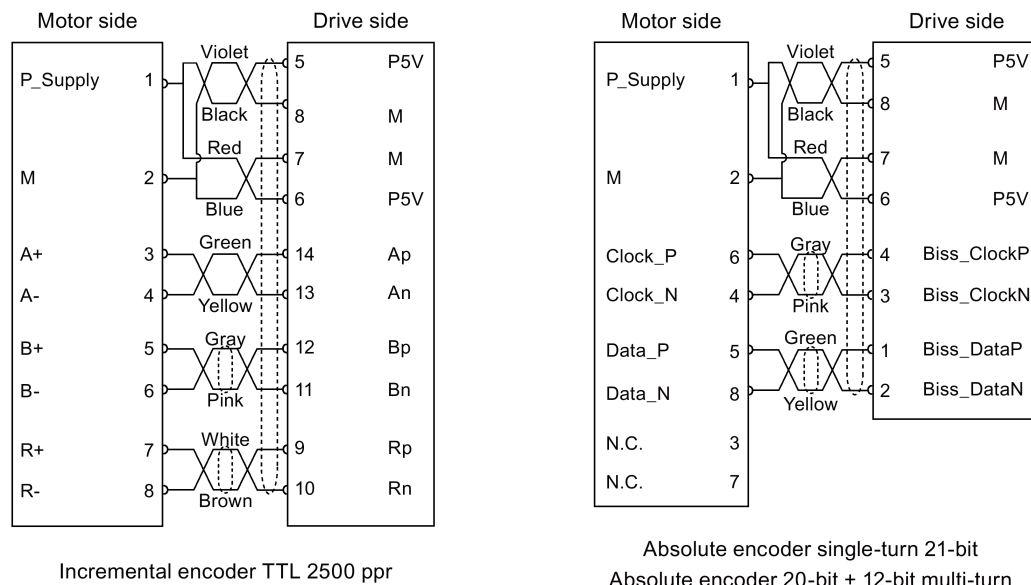 Motor side
Drive side
P_Supply 1
Violet
5 P5V
Black
8 M
Red
7 M
M 2
Blue
6 P5V
A+ 3
Green
14 Ap
A- 4
Yellow
13 An
B+ 5
Gray
12 Bp
B- 6
Pink
11 Bn
R+ 7
White
9 Rp
R- 8
Brown
10 Rn
Incremental encoder TTL 2500 ppr
Motor side
Drive side
P_Supply 1
Violet
5 P5V
Black
8 M
Red
7 M
M 2
Blue
6 P5V
Clock_P 6
Gray
4 Biss_ClockP
Clock_N 4
Pink
3 Biss_ClockN
Data_P 5
Green
1 Biss_DataP
Data_N 8
Yellow
2 Biss_DataN
N.C. 3
N.C. 7
Absolute encoder single-turn 21-bit
Absolute encoder 20-bit + 12-bit multi-turn